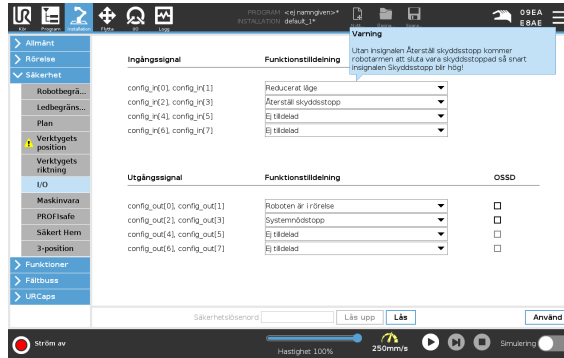 PROGRAM <ej namngiven>*
INSTALLATION default_1*
UR
Kör Program Installation Flytta I/O Logg
09EA
E8AE
Varning
Utan insignalen Återställ skyddsstopp kommer
robotarmen att sluta vara skyddsstoppad så snart
insignalen Skyddsstopp blir hög!
Allmänt
Rörelse
Säkerhet
Robotbegrä...
Ledbegräns...
Plan
Verktygets
position
Verktygets
riktning
I/O
Maskinvara
PROFIsafe
Säkert Hem
3-position
Funktioner
Fältbuss
URCaps
Ingångssignal Funktionstilldelning
config_in[0], config_in[1] Reducerat läge
config_in[2], config_in[3] Återställ skyddsstopp
config_in[4], config_in[5] Ej tilldelad
config_in[6], config_in[7] Ej tilldelad
Utgångssignal Funktionstilldelning OSSD
config_out[0], config_out[1] Roboten är i rörelse
config_out[2], config_out[3] Systemnödstopp
config_out[4], config_out[5] Ej tilldelad
config_out[6], config_out[7] Ej tilldelad
Säkerhetslösenord Lås upp Lås Använd
Ström av Hastighet 100% 250mm/s Simulering